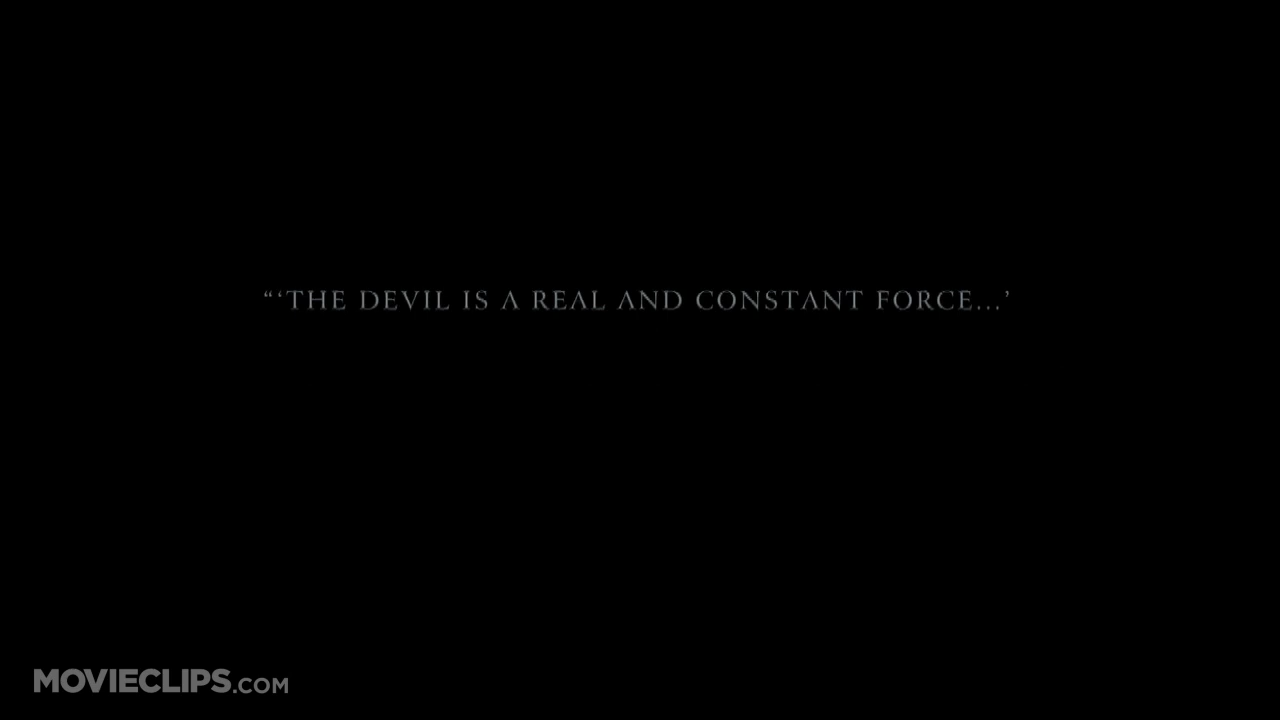 “‘THE DEVIL IS A REAL AND CONSTANT FORCE...’
MOVIECLIPS.COM